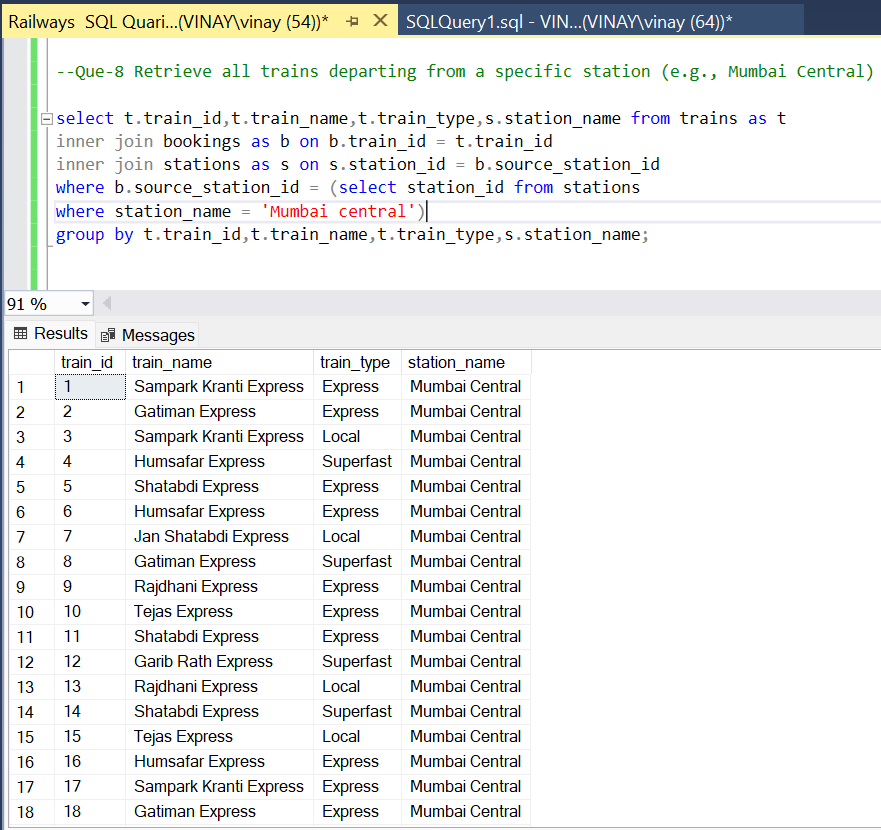 Railways SQL Quari...(VINAY\vinay (54))* SQLQuery1.sql - VIN...(VINAY\vinay (64))*
--Que-8 Retrieve all trains departing from a specific station (e.g., Mumbai Central)
select t.train_id,t.train_name,t.train_type,s.station_name from trains as t
inner join bookings as b on b.train_id = t.train_id
inner join stations as s on s.station_id = b.source_station_id
where b.source_station_id = (select station_id from stations
where station_name = 'Mumbai central')
group by t.train_id,t.train_name,t.train_type,s.station_name;
91 %
Results Messages
train_id train_name train_type station_name
1 1 Sampark Kranti Express Express Mumbai Central
2 2 Gatiman Express Express Mumbai Central
3 3 Sampark Kranti Express Local Mumbai Central
4 4 Humsafar Express Superfast Mumbai Central
5 5 Shatabdi Express Express Mumbai Central
6 6 Humsafar Express Express Mumbai Central
7 7 Jan Shatabdi Express Local Mumbai Central
8 8 Gatiman Express Superfast Mumbai Central
9 9 Rajdhani Express Express Mumbai Central
10 10 Tejas Express Express Mumbai Central
11 11 Shatabdi Express Express Mumbai Central
12 12 Garib Rath Express Superfast Mumbai Central
13 13 Rajdhani Express Local Mumbai Central
14 14 Shatabdi Express Superfast Mumbai Central
15 15 Tejas Express Local Mumbai Central
16 16 Humsafar Express Express Mumbai Central
17 17 Sampark Kranti Express Express Mumbai Central
18 18 Gatiman Express Express Mumbai Central